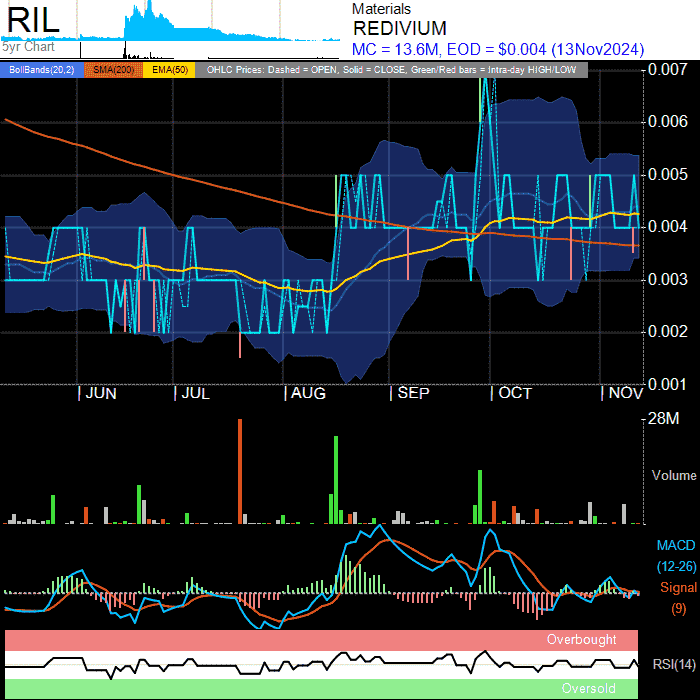 RIL
5yr Chart
Materials
REDIVIUM
MC = 13.6M, EOD = $0.004 (13Nov2024)
BollBands(20,2) SMA(200) EMA(50) OHLC Prices: Dashed = OPEN, Solid = CLOSE, Green/Red bars = Intra-day HIGH/LOW
0.007
0.006
0.005
0.004
0.003
0.002
0.001
| JUN | JUL | AUG | SEP | OCT | NOV
28M
Volume
MACD
(12-26)
Signal
(9)
Overbought
RSI(14)
Oversold